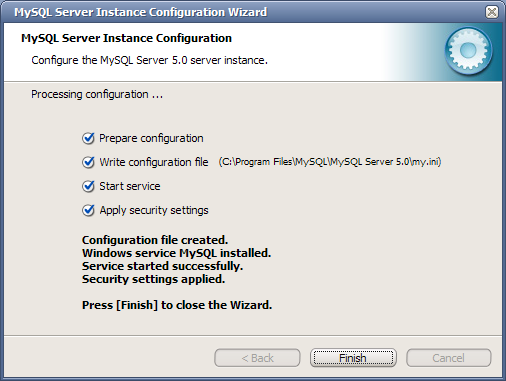 MySQL Server Instance Configuration Wizard
MySQL Server Instance Configuration
Configure the MySQL Server 5.0 server instance.
Processing configuration ...
Prepare configuration
Write configuration file (C:\Program Files\MySQL\MySQL Server 5.0\my.ini)
Start service
Apply security settings
Configuration file created.
Windows service MySQL installed.
Service started successfully.
Security settings applied.
Press [Finish] to close the Wizard.
< Back Finish Cancel